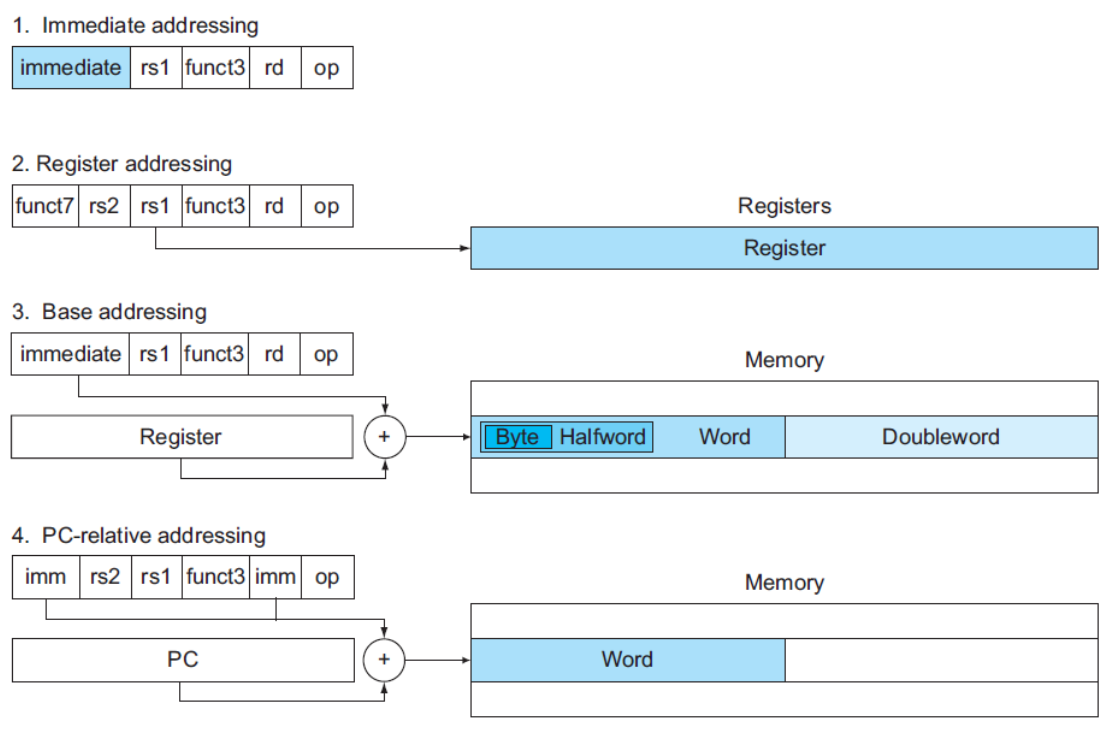 1. Immediate addressing
immediate rs1 funct3 rd op
2. Register addressing
funct7 rs2 rs1 funct3 rd op
Registers
Register
3. Base addressing
immediate rs1 funct3 rd op
Memory
Register + Byte Halfword Word Doubleword
4. PC-relative addressing
imm rs2 rs1 funct3 imm op
Memory
PC + Word